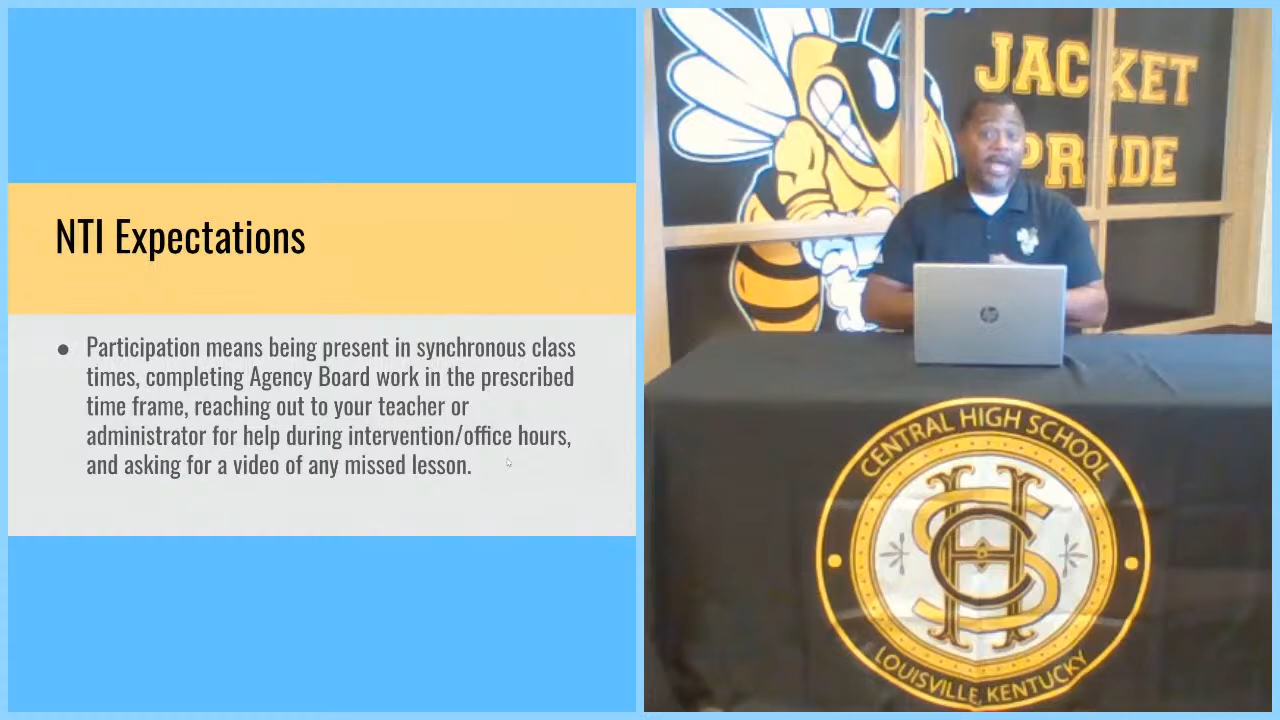 NTI Expectations
● Participation means being present in synchronous class
times, completing Agency Board work in the prescribed
time frame, reaching out to your teacher or
administrator for help during intervention/office hours,
and asking for a video of any missed lesson.
JACKET
PRIDE
hp
CENTRAL HIGH SCHOOL
CHS
LOUISVILLE, KENTUCKY